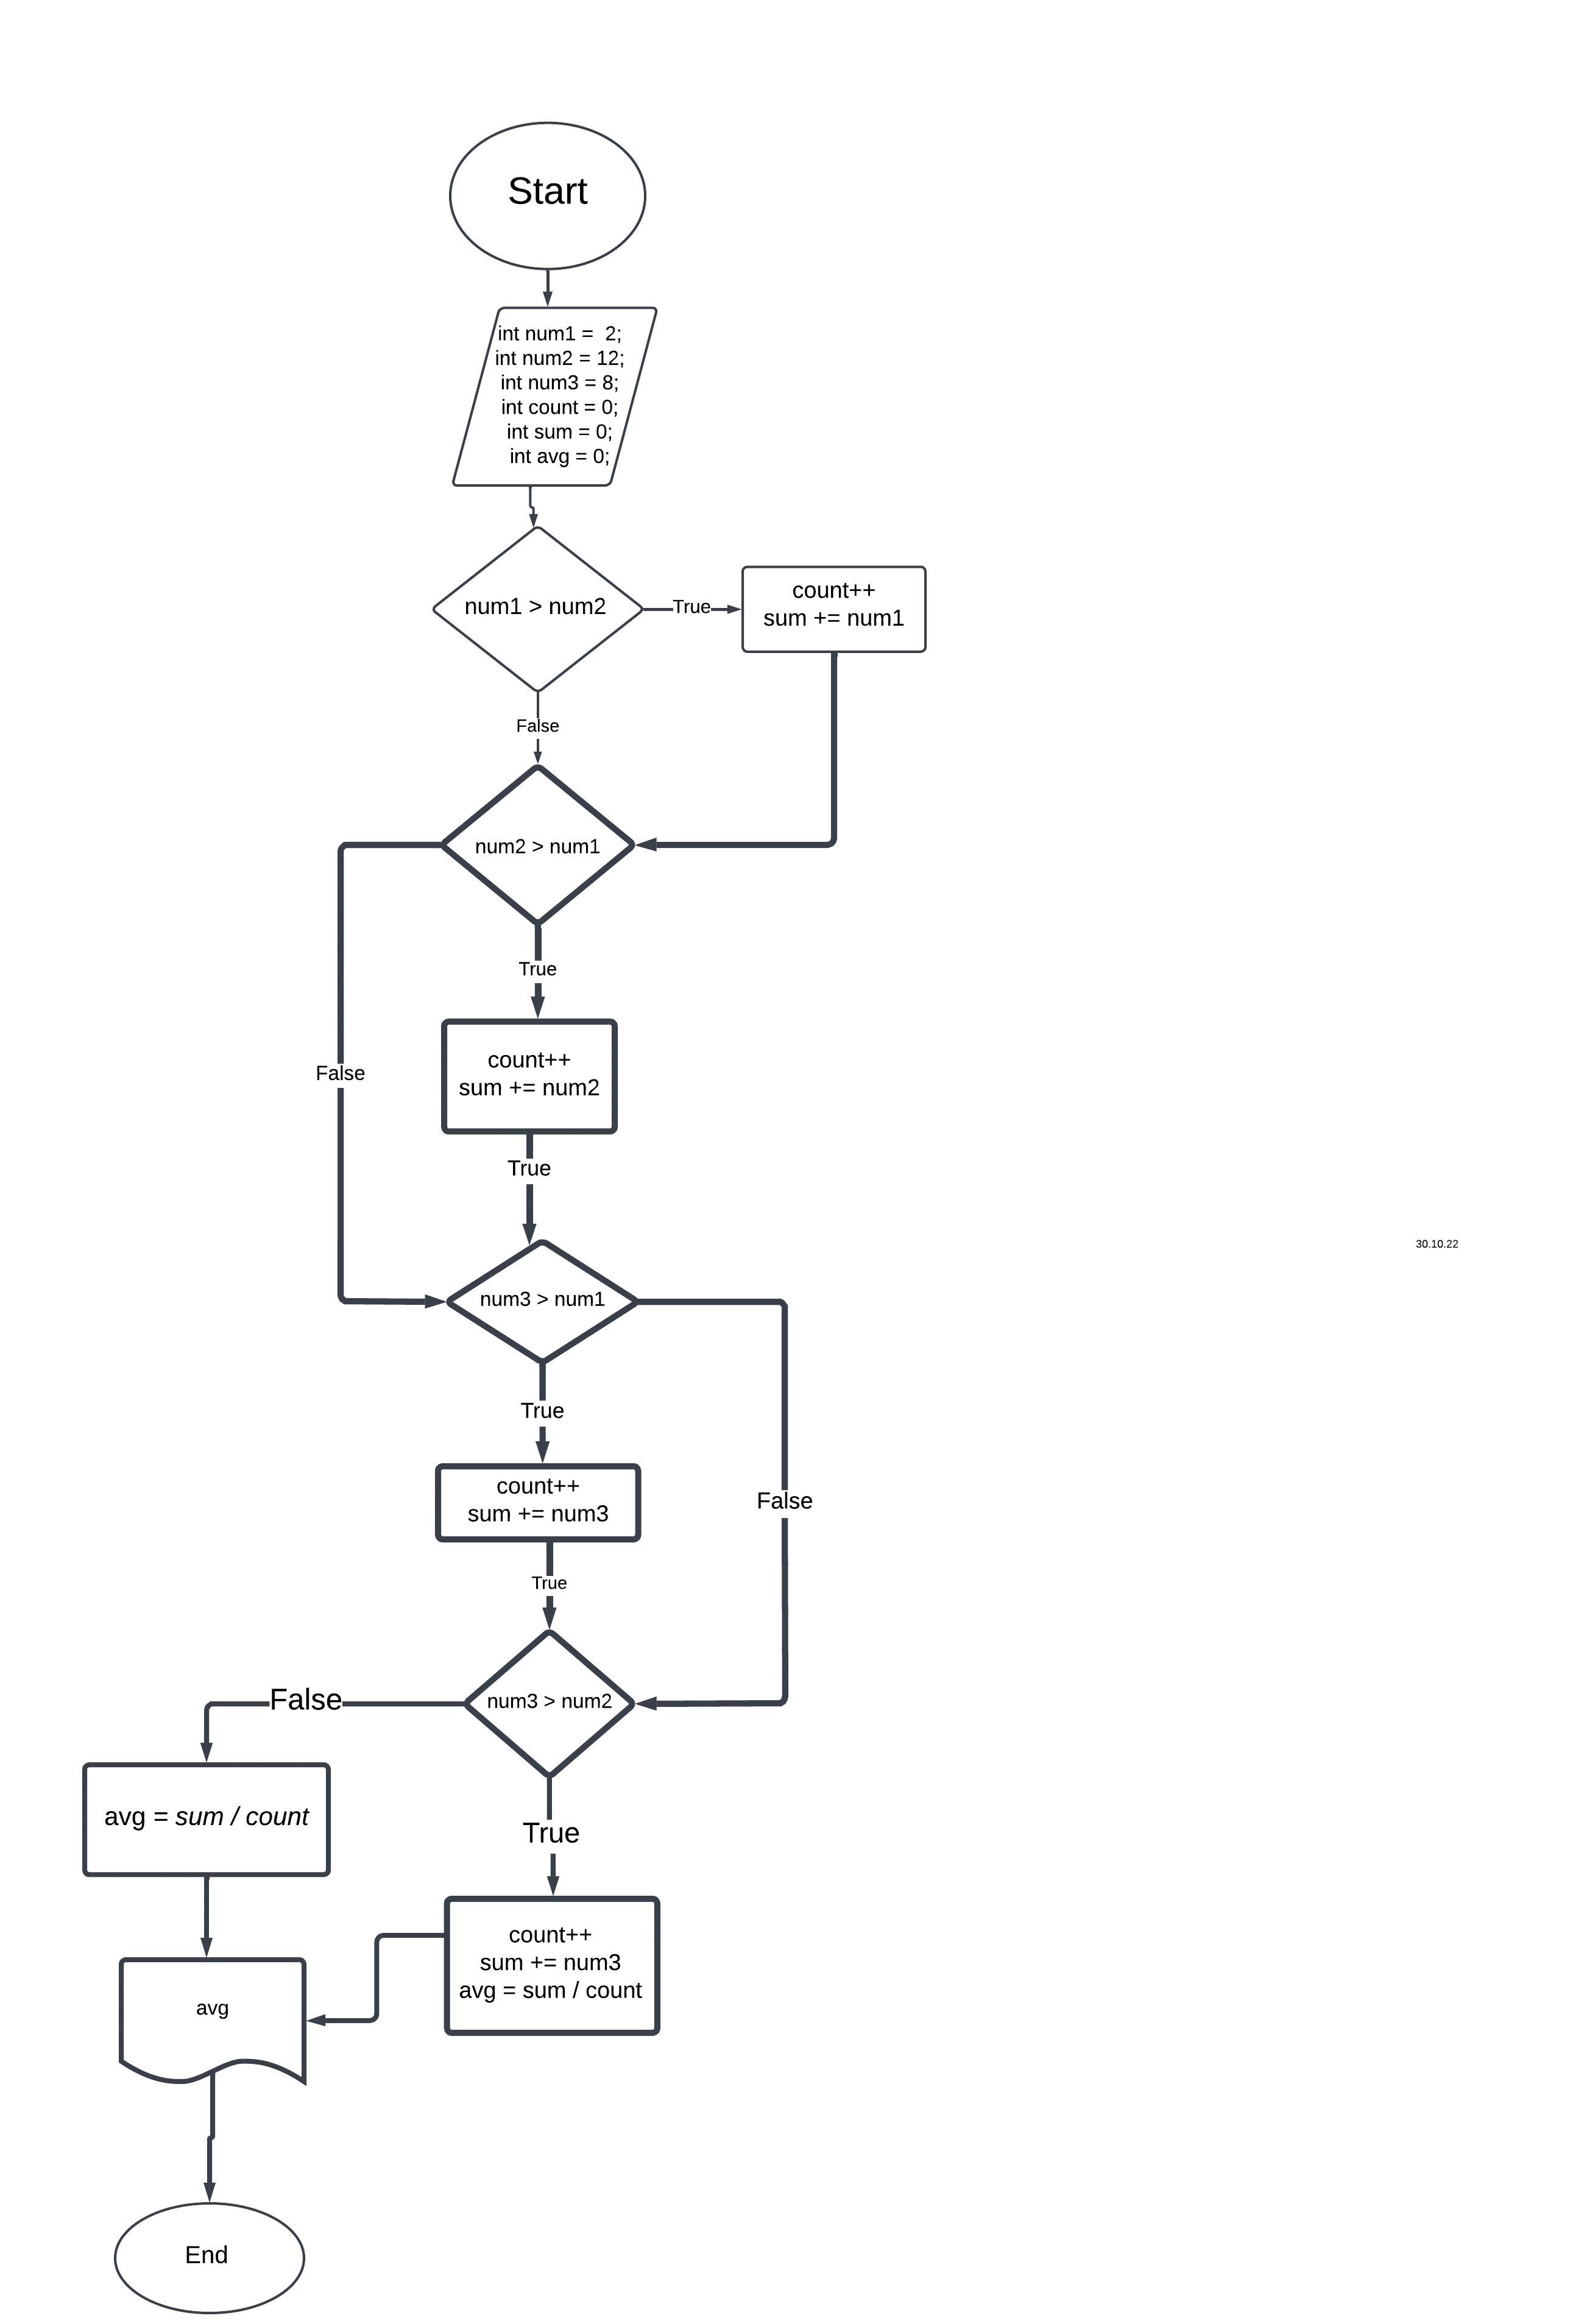 Start
int num1 =  2;
int num2 = 12;
int num3 = 8;
int count = 0;
int sum = 0;
int avg = 0;
num1 > num2
True
count++
sum += num1
False
num2 > num1
True
False
count++
sum += num2
True
30.10.22
num3 > num1
True
False
count++
sum += num3
True
num3 > num2
False
avg = sum / count
True
count++
sum += num3
avg = sum / count
avg
End